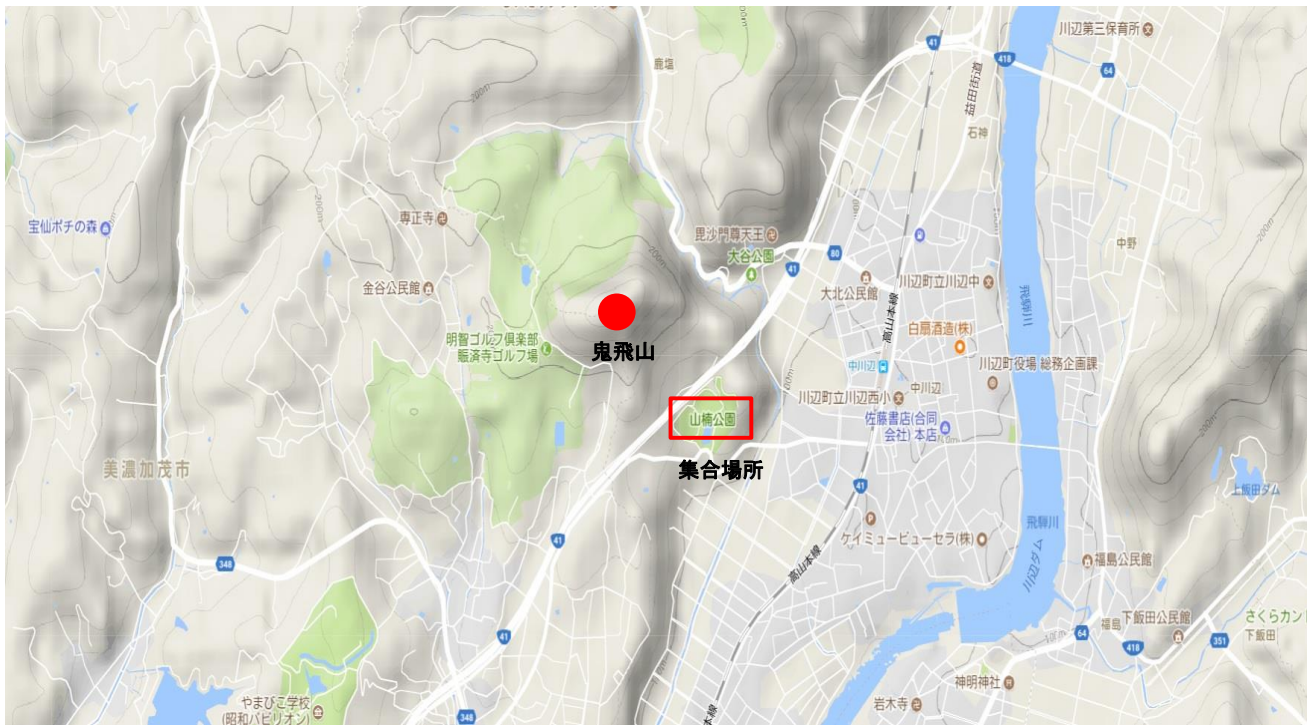 川辺第三保育所
41
418
64
鹿塩
益田街道
石神
200m
200m
宝仙ポチの森
専正寺
毘沙門尊天王
大谷公園
80
41
中野
200m
金谷公民館
大北公民館
川辺町立川辺中
飛騨川
高山本線
白扇酒造(株)
明智ゴルフ倶楽部
賑済寺ゴルフ場
鬼飛山
中川辺
川辺町役場 総務企画課
川辺町立川辺西小
中川辺
山楠公園
佐藤書店(合同
会社) 本店
200m
集合場所
美濃加茂市
41
上飯田ダム
飛騨川
ケイミュービューセラ(株)
41
348
高山本線
川辺ダム
福島公民館
さくらカント
下飯田
福島
下飯田公民館
41
64
418
351
神明神社
やまびこ学校
(昭和パビリオン)
348
岩木寺
高山本線